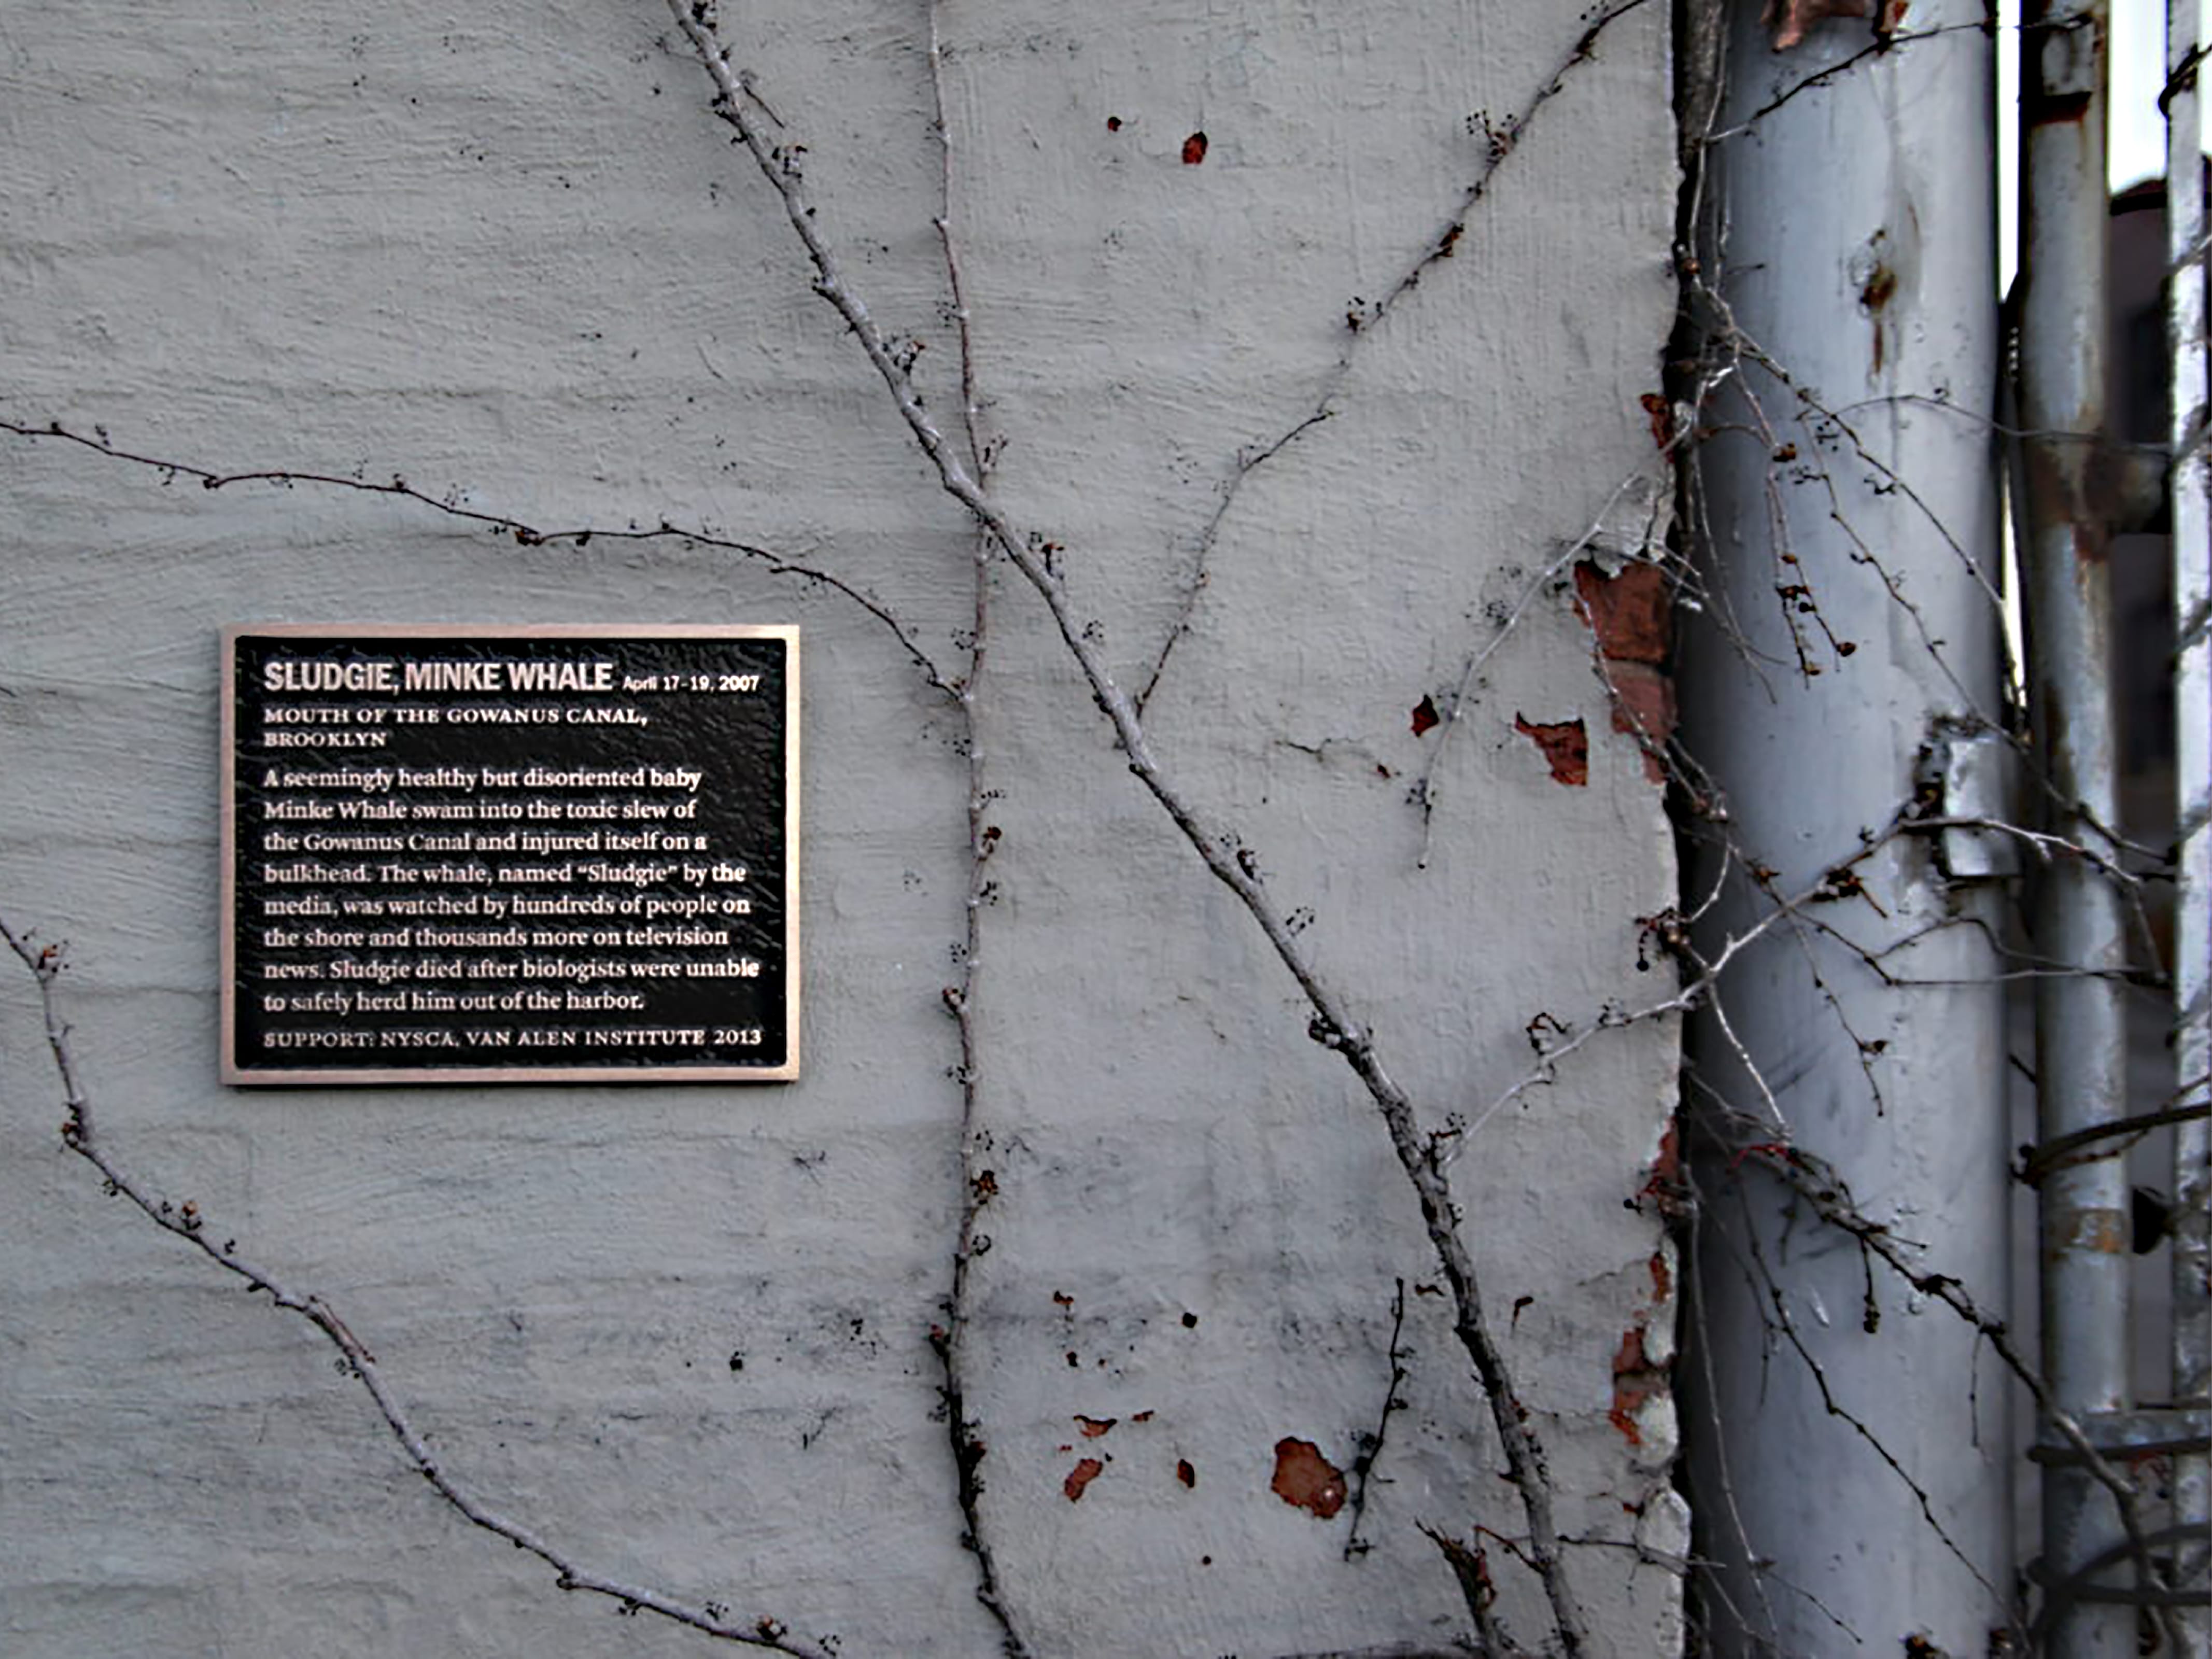 SLUDGIE, MINKE WHALE April 17-19, 2007
MOUTH OF THE GOWANUS CANAL,
BROOKLYN
A seemingly healthy but disoriented baby
Minke Whale swam into the toxic slew of
the Gowanus Canal and injured itself on a
bulkhead. The whale, named “Sludgie” by the
media, was watched by hundreds of people on
the shore and thousands more on television
news. Sludgie died after biologists were unable
to safely herd him out of the harbor.
SUPPORT: NYSCA, VAN ALEN INSTITUTE 2013